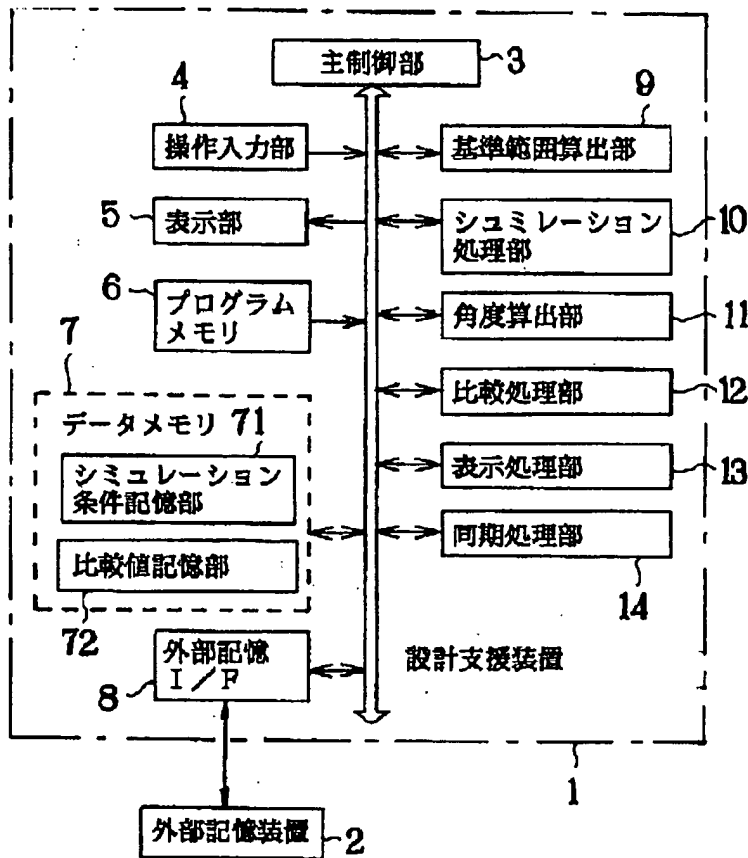 主制御部
3
4
操作入力部
9
基準範囲算出部
5
表示部
シュミレーション
処理部
10
6
プログラム
メモリ
角度算出部
11
7
データメモリ
71
シミュレーション
条件記憶部
比較値記憶部
72
比較処理部
12
表示処理部
13
同期処理部
14
外部記憶
I/F
8
設計支援装置
1
外部記憶装置
2